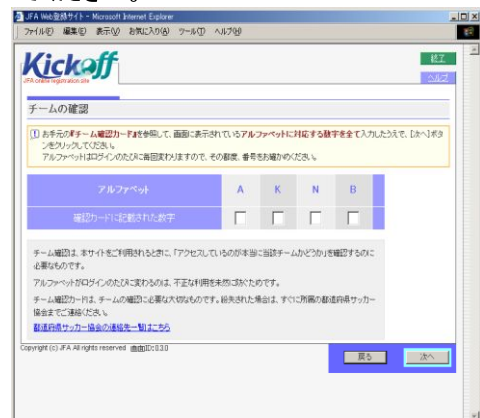 JFA Web登録サイト - Microsoft Internet Explorer
ファイル(F) 編集(E) 表示(V) お気に入り(A) ツール(T) ヘルプ(H)
Kickoff
JFA online registration site
終了
ヘルプ
チームの確認
お手元の『チーム確認カード』を参照して、画面に表示されているアルファベットに対応する数字を全て入力したうえで、[次へ]ボタ
ンをクリックしてください。
アルファベットはログインのたびに毎回変わりますので、その都度、番号をお確かめください。
アルファベット A K N B
確認カードに記載された数字
チーム確認は、本サイトをご利用されるときに、「アクセスしているのが本当に当該チームかどうか」を確認するのに
必要なものです。
アルファベットがログインのたびに変わるのは、不正な利用を未然に防ぐためです。
チーム確認カードは、チームの確認に必要な大切なものです。紛失された場合は、すぐに所属の都道府県サッカー
協会までご連絡ください。
都道府県サッカー協会の連絡先一覧はこちら
Copyright (c) JFA All rights reserved 画面ID:0.3.0
戻る 次へ